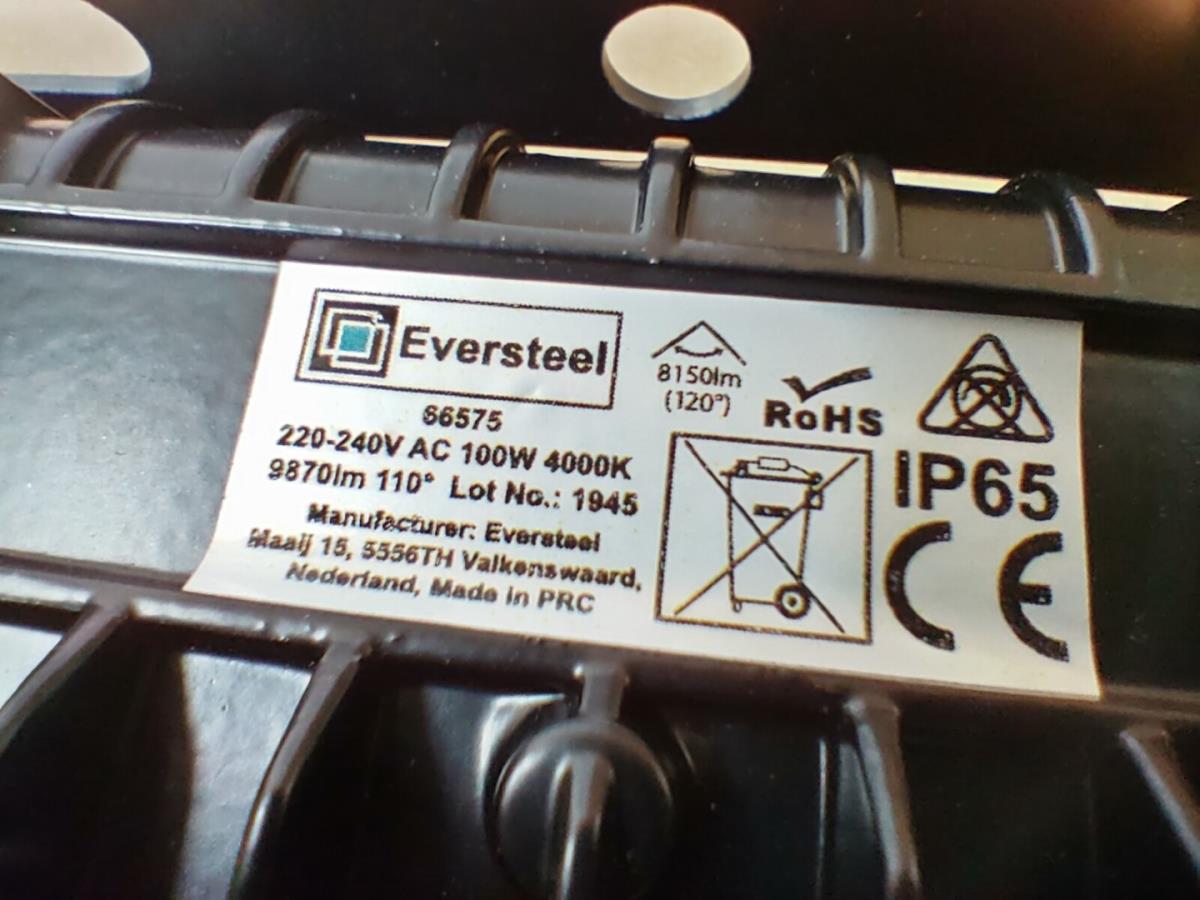 Eversteel
66575
220-240V AC 100W 4000K
9870lm 110° Lot No.: 1945
Manufacturer: Eversteel
Maaij 15, 5556TH Valkenswaard,
Nederland, Made in PRC
8150lm
(120°)
RoHS
IP65
CE